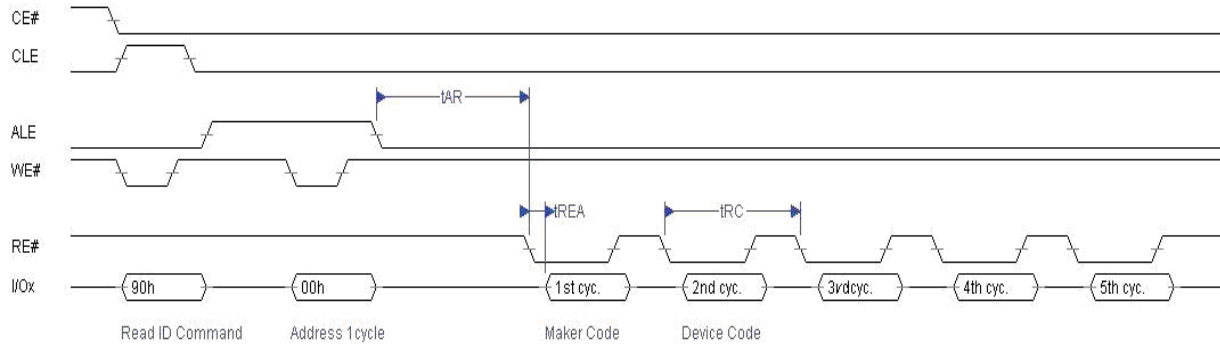 CE#
CLE
tAR
ALE
WE#
tREA
tRC
RE#
I/Ox
90h
00h
1st cyc.
2nd cyc.
3vdcyc.
4th cyc.
5th cyc.
Read ID Command
Address 1cycle
Maker Code
Device Code